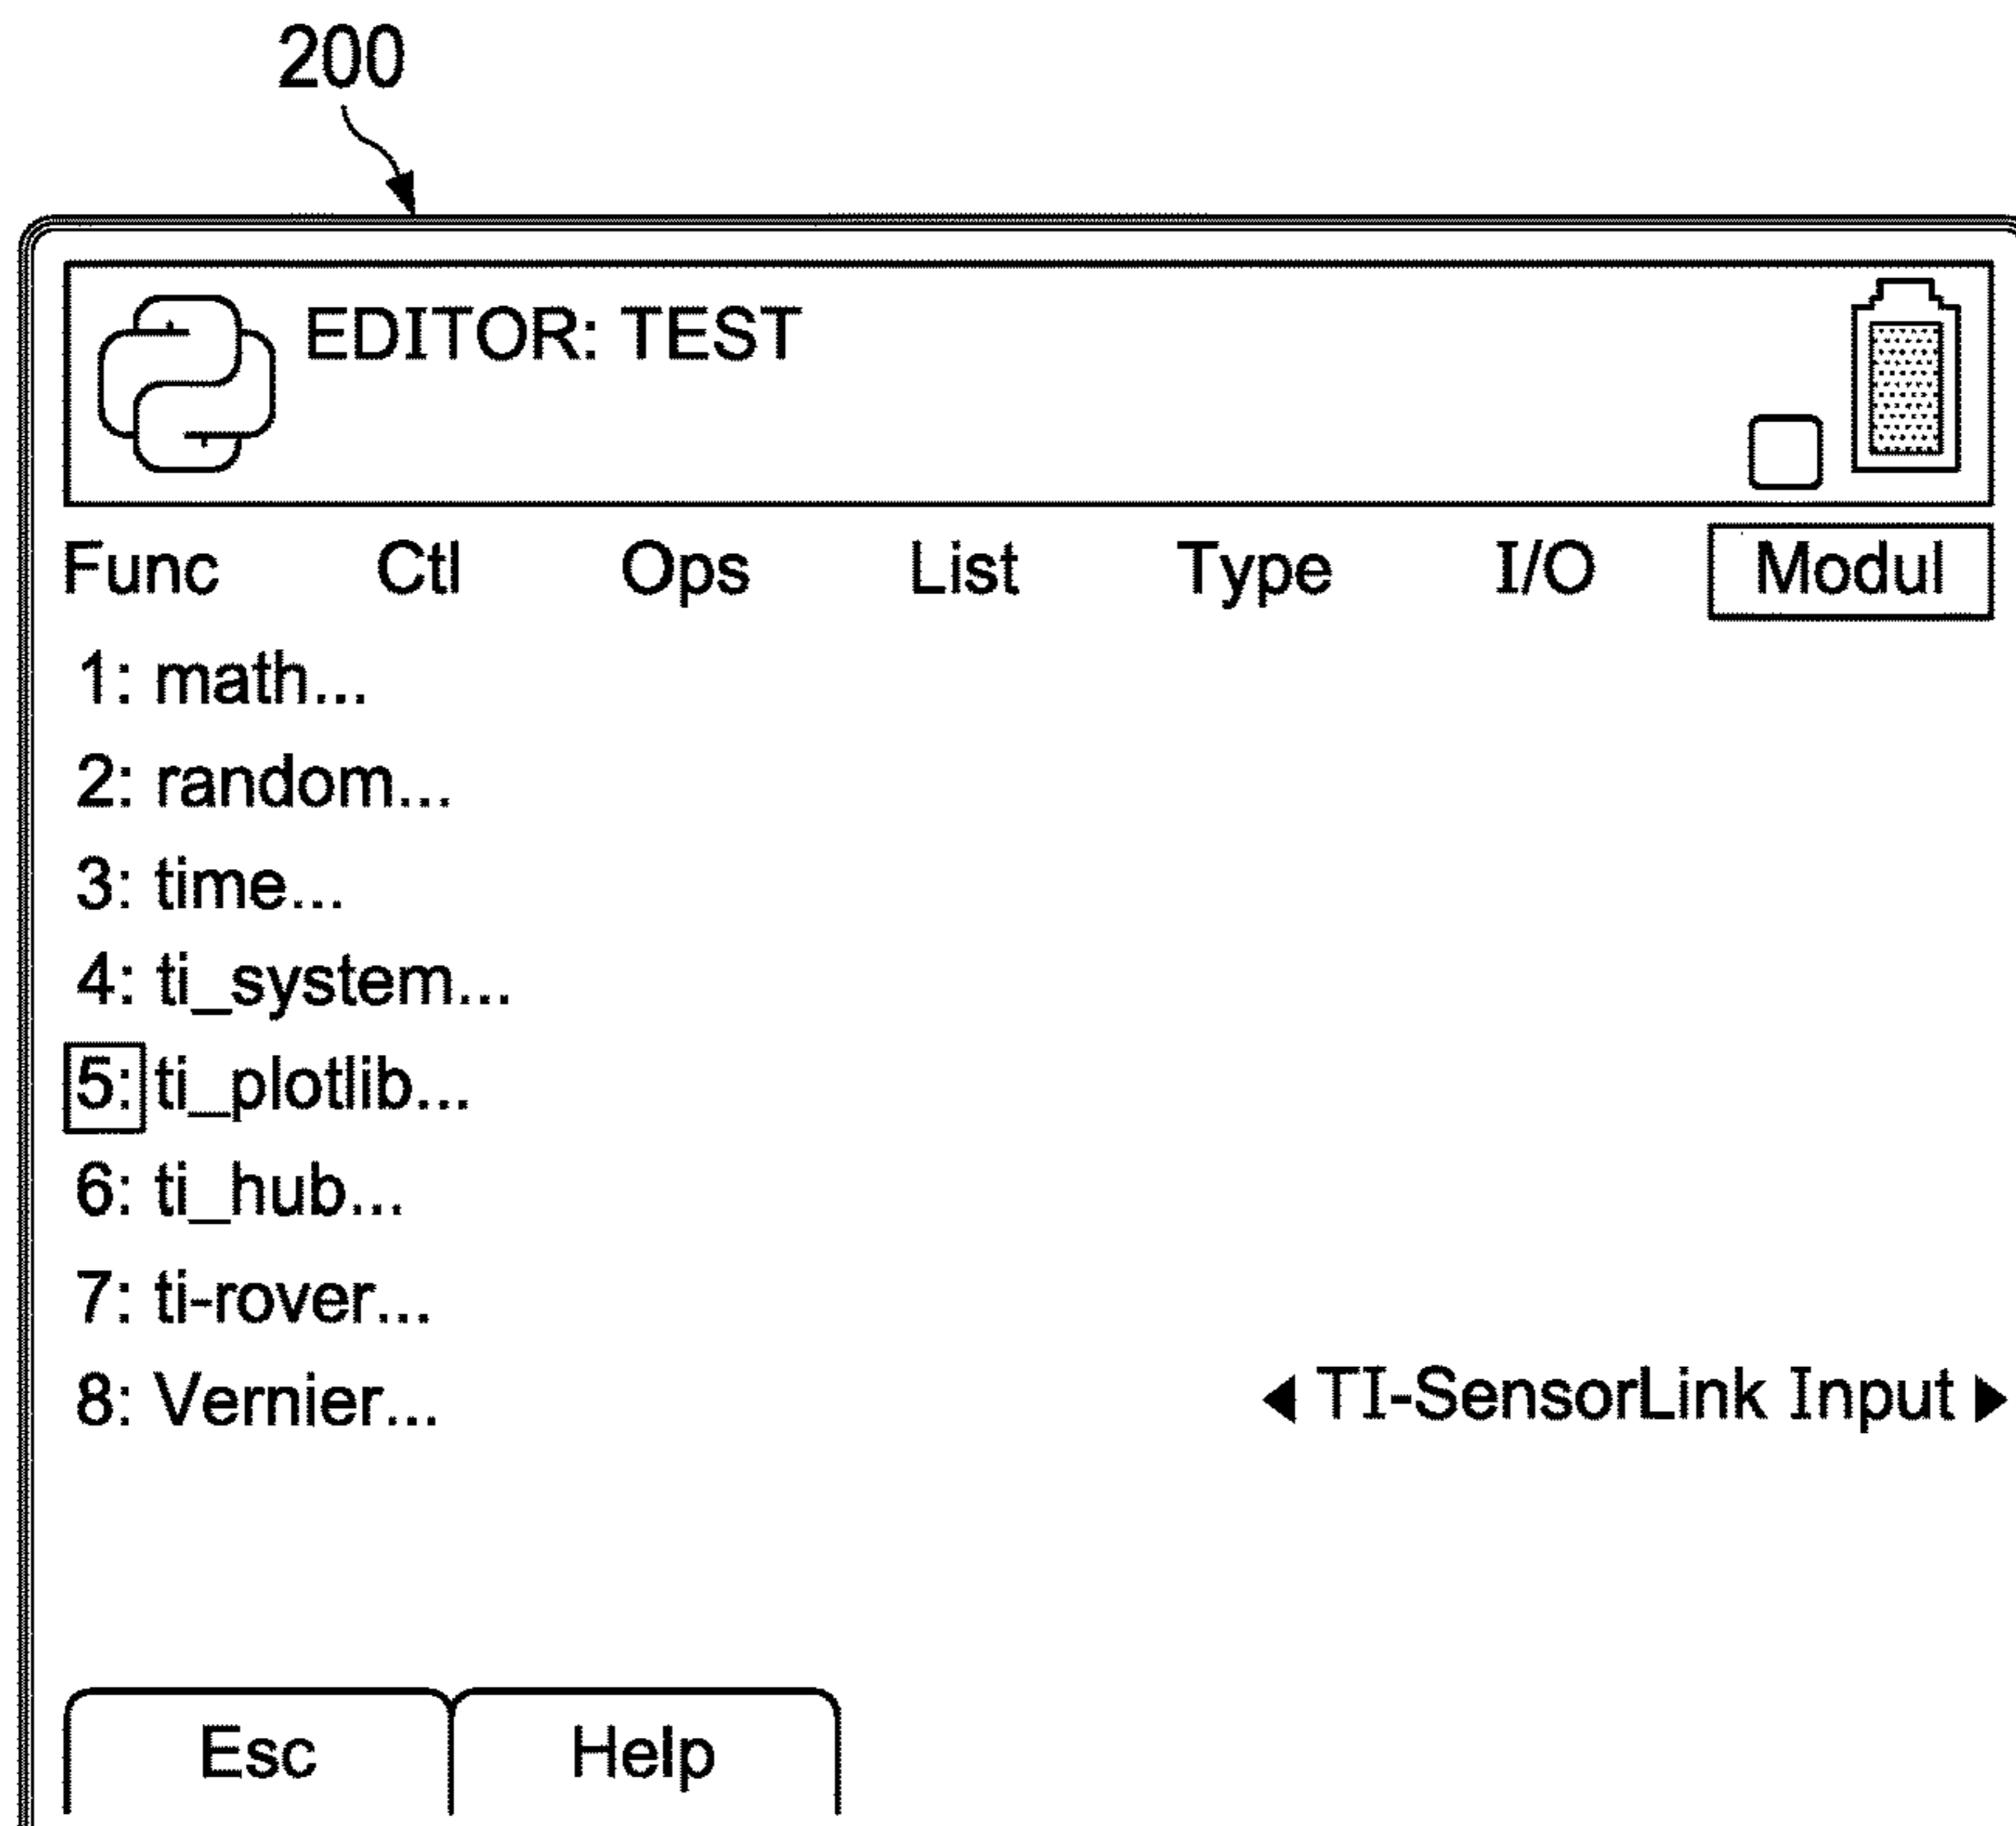 200
EDITOR: TEST
Func Ctl Ops List Type I/O Modul
1: math...
2: random...
3: time...
4: ti_system...
5: ti_plotlib...
6: ti_hub...
7: ti-rover...
8: Vernier... ◀ TI-SensorLink Input ▶
Esc Help